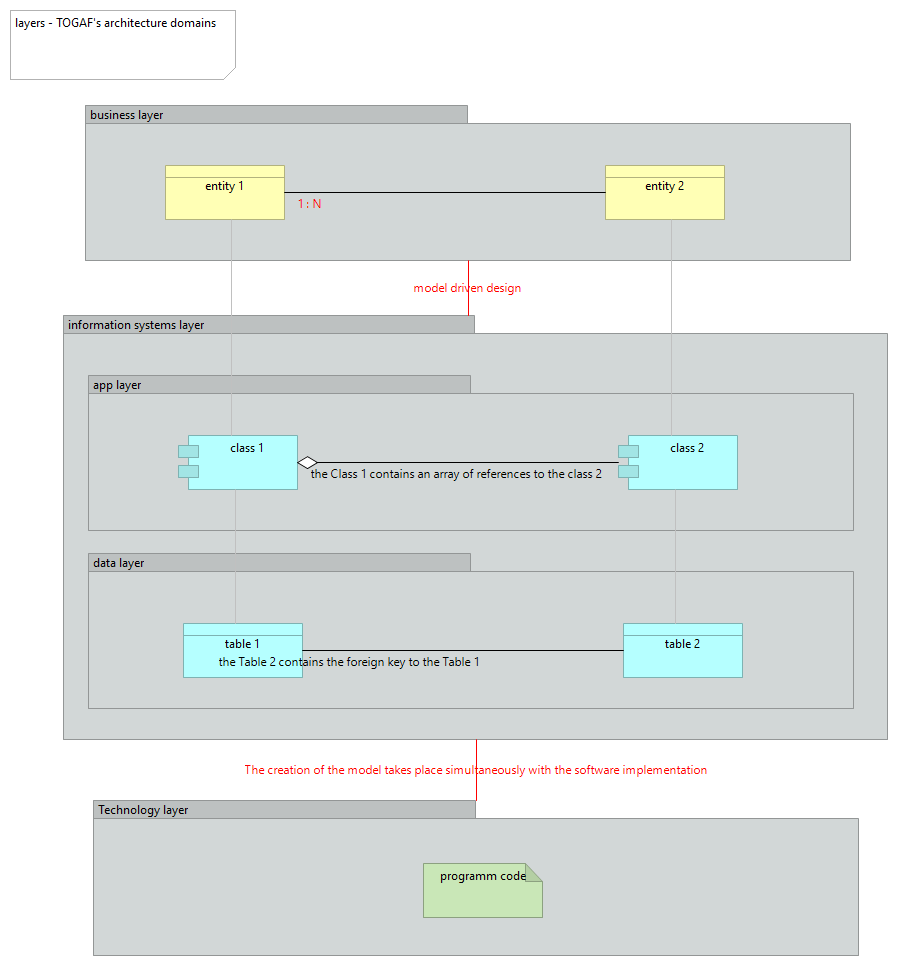 layers - TOGAF's architecture domains
business layer
entity 1
entity 2
1 : N
model driven design
information systems layer
app layer
class 1
class 2
the Class 1 contains an array of references to the class 2
data layer
table 1
table 2
the Table 2 contains the foreign key to the Table 1
The creation of the model takes place simultaneously with the software implementation
Technology layer
programm code